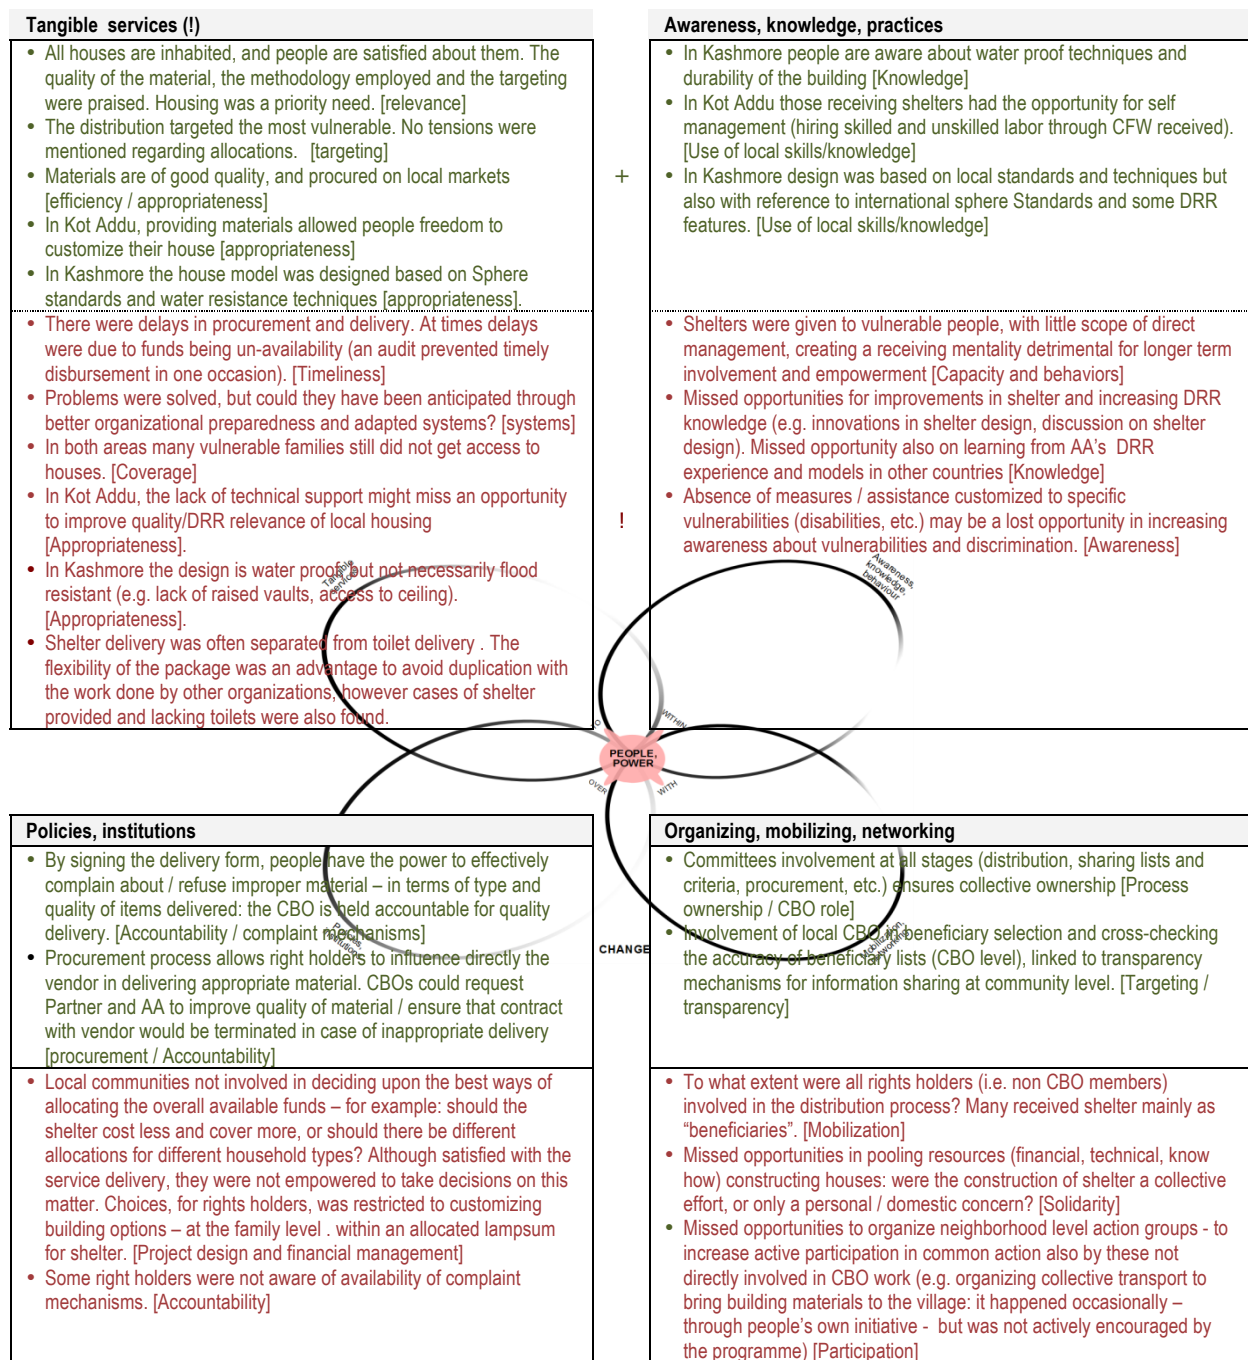 Tangible services (!)
• All houses are inhabited, and people are satisfied about them. The
quality of the material, the methodology employed and the targeting
were praised. Housing was a priority need. [relevance]
• The distribution targeted the most vulnerable. No tensions were
mentioned regarding allocations. [targeting]
• Materials are of good quality, and procured on local markets
[efficiency / appropriateness]
• In Kot Addu, providing materials allowed people freedom to
customize their house [appropriateness]
• In Kashmore the house model was designed based on Sphere
standards and water resistance techniques [appropriateness].
• There were delays in procurement and delivery. At times delays
were due to funds being un-availability (an audit prevented timely
disbursement in one occasion). [Timeliness]
• Problems were solved, but could they have been anticipated through
better organizational preparedness and adapted systems? [systems]
• In both areas many vulnerable families still did not get access to
houses. [Coverage]
• In Kot Addu, the lack of technical support might miss an opportunity
to improve quality/DRR relevance of local housing
[Appropriateness].
• In Kashmore the design is water proof but not necessarily flood
resistant (e.g. lack of raised vaults, access to ceiling).
[Appropriateness].
• Shelter delivery was often separated from toilet delivery . The
flexibility of the package was an advantage to avoid duplication with
the work done by other organizations, however cases of shelter
provided and lacking toilets were also found.
+
!
Awareness, knowledge, practices
• In Kashmore people are aware about water proof techniques and
durability of the building [Knowledge]
• In Kot Addu those receiving shelters had the opportunity for self
management (hiring skilled and unskilled labor through CFW received).
[Use of local skills/knowledge]
• In Kashmore design was based on local standards and techniques but
also with reference to international sphere Standards and some DRR
features. [Use of local skills/knowledge]
• Shelters were given to vulnerable people, with little scope of direct
management, creating a receiving mentality detrimental for longer term
involvement and empowerment [Capacity and behaviors]
• Missed opportunities for improvements in shelter and increasing DRR
knowledge (e.g. innovations in shelter design, discussion on shelter
design). Missed opportunity also on learning from AA's DRR
experience and models in other countries [Knowledge]
• Absence of measures / assistance customized to specific
vulnerabilities (disabilities, etc.) may be a lost opportunity in increasing
awareness about vulnerabilities and discrimination. [Awareness]
Tangible
services
Awareness,
knowledge,
behaviour
TO
WITHIN
PEOPLE,
POWER
OVER
WITH
Policies, institutions
• By signing the delivery form, people have the power to effectively
complain about / refuse improper material – in terms of type and
quality of items delivered: the CBO is held accountable for quality
delivery. [Accountability / complaint mechanisms]
• Procurement process allows right holders to influence directly the
vendor in delivering appropriate material. CBOs could request
Partner and AA to improve quality of material / ensure that contract
with vendor would be terminated in case of inappropriate delivery
[procurement / Accountability]
• Local communities not involved in deciding upon the best ways of
allocating the overall available funds – for example: should the
shelter cost less and cover more, or should there be different
allocations for different household types? Although satisfied with the
service delivery, they were not empowered to take decisions on this
matter. Choices, for rights holders, was restricted to customizing
building options – at the family level . within an allocated lampsum
for shelter. [Project design and financial management]
• Some right holders were not aware of availability of complaint
mechanisms. [Accountability]
Policies,
institutions
CHANGE
Mobilization,
networking
Organizing, mobilizing, networking
• Committees involvement at all stages (distribution, sharing lists and
criteria, procurement, etc.) ensures collective ownership [Process
ownership / CBO role]
• Involvement of local CBO in beneficiary selection and cross-checking
the accuracy of beneficiary lists (CBO level), linked to transparency
mechanisms for information sharing at community level. [Targeting /
transparency]
• To what extent were all rights holders (i.e. non CBO members)
involved in the distribution process? Many received shelter mainly as
“beneficiaries”. [Mobilization]
• Missed opportunities in pooling resources (financial, technical, know
how) constructing houses: were the construction of shelter a collective
effort, or only a personal / domestic concern? [Solidarity]
• Missed opportunities to organize neighborhood level action groups - to
increase active participation in common action also by these not
directly involved in CBO work (e.g. organizing collective transport to
bring building materials to the village: it happened occasionally –
through people's own initiative - but was not actively encouraged by
the programme) [Participation]